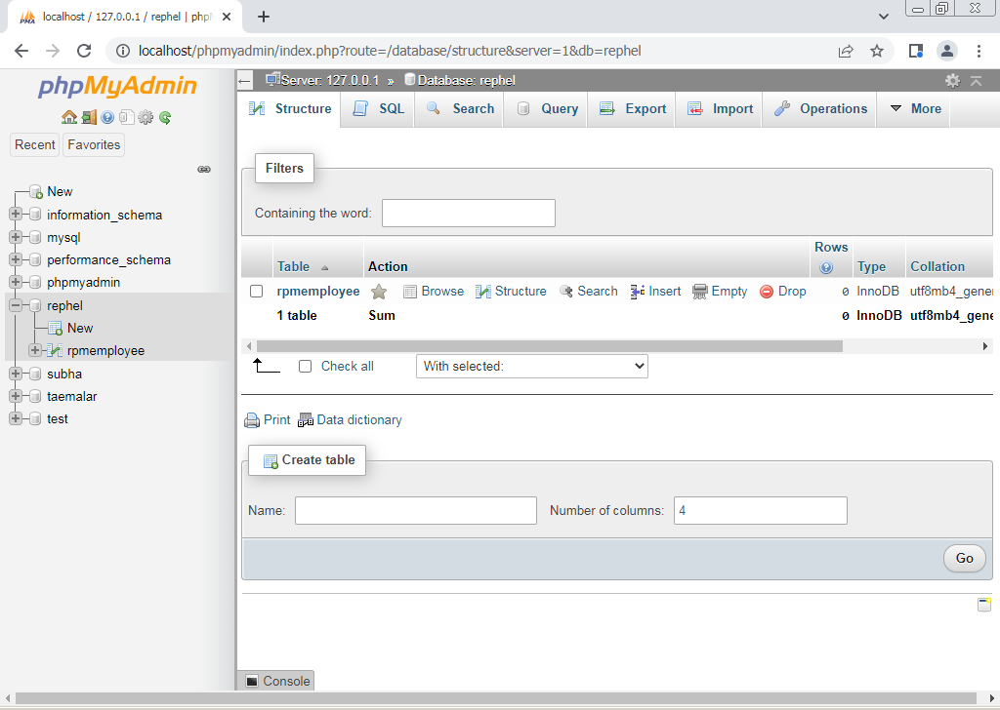 localhost / 127.0.0.1 / rephel | phpM
localhost/phpmyadmin/index.php?route=/database/structure&server=1&db=rephel
phpMyAdmin
Recent Favorites
New
information_schema
mysql
performance_schema
phpmyadmin
rephel
New
rpmemployee
subha
taemalar
test
Server: 127.0.0.1 » Database: rephel
Structure SQL Search Query Export Import Operations More
Filters
Containing the word:
Rows
Table Action Type Collation
rpmemployee Browse Structure Search Insert Empty Drop 0 InnoDB utf8mb4_gener
1 table Sum 0 InnoDB utf8mb4_gene
Check all With selected:
Print Data dictionary
Create table
Name: Number of columns: 4
Go
Console